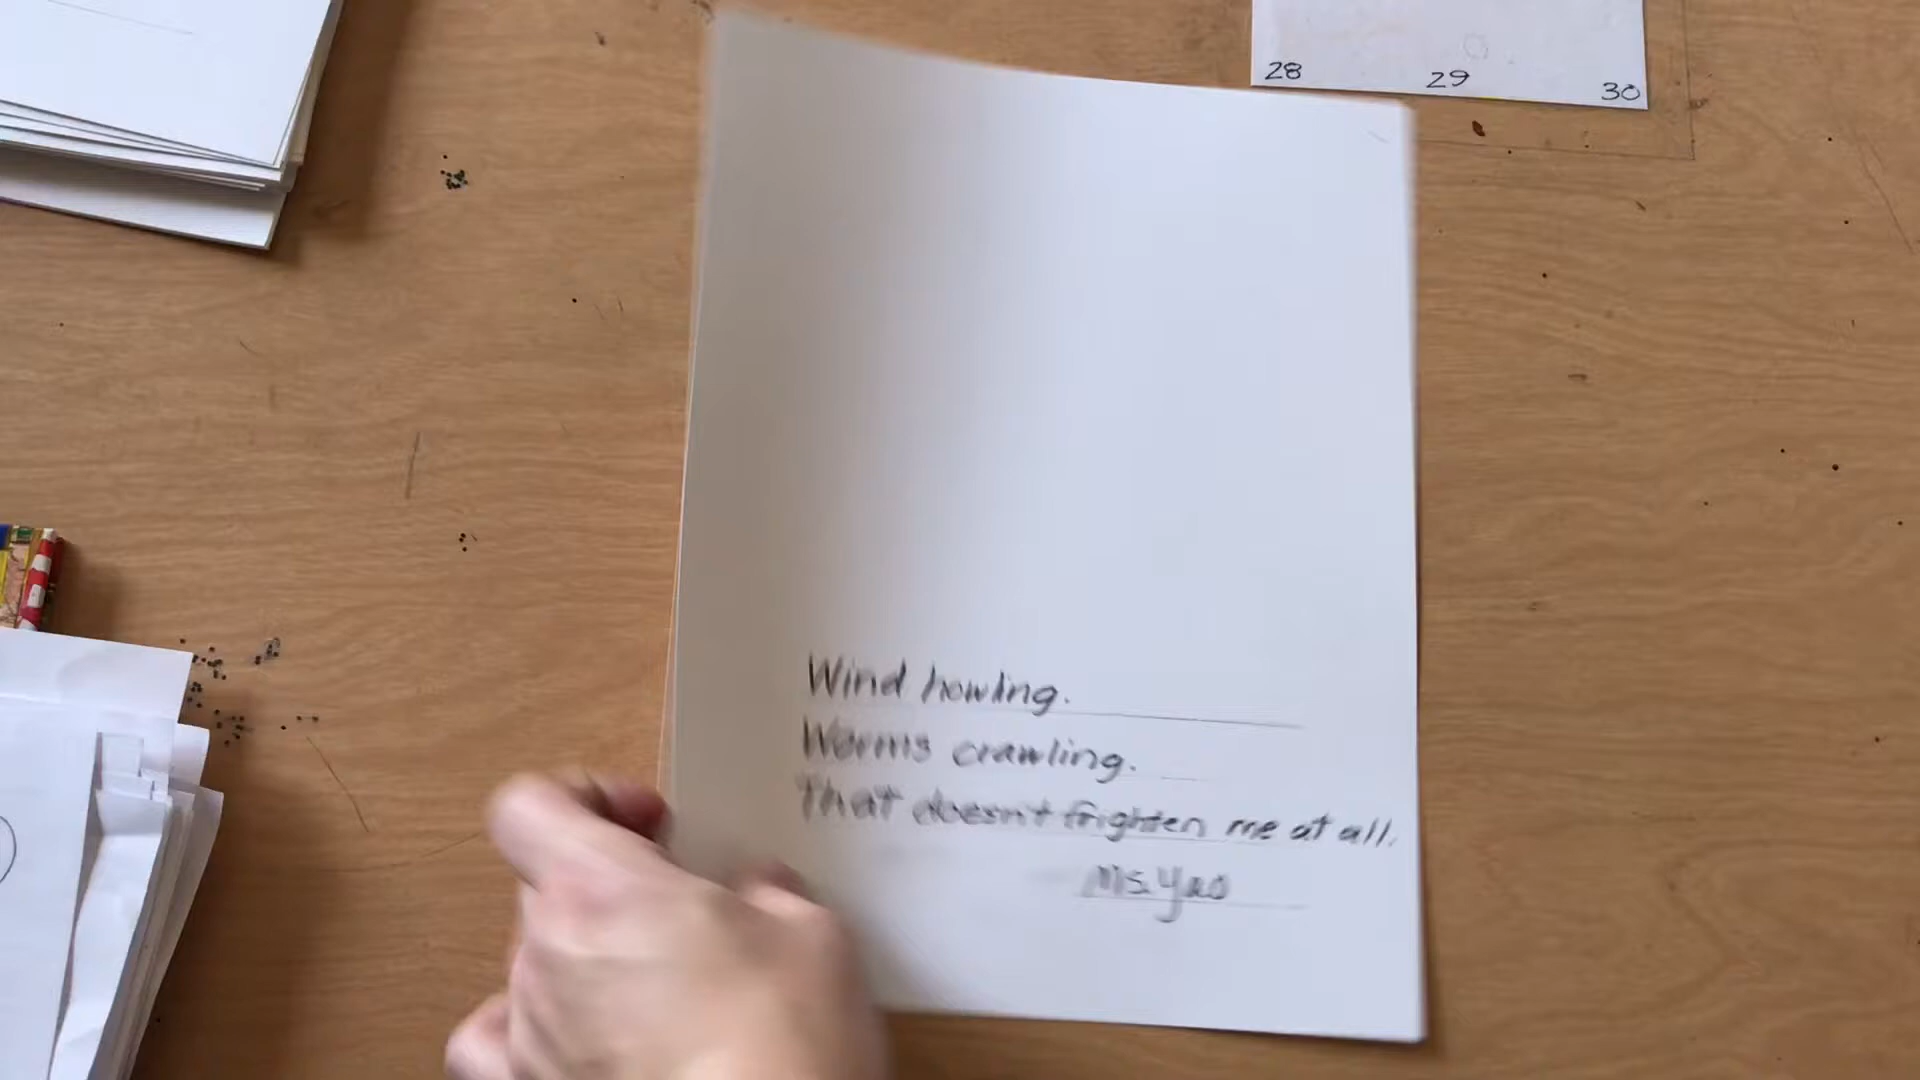 28 29 30
Wind howling.
Worms crawling.
That doesn't frighten me at all.
Ms. Yao